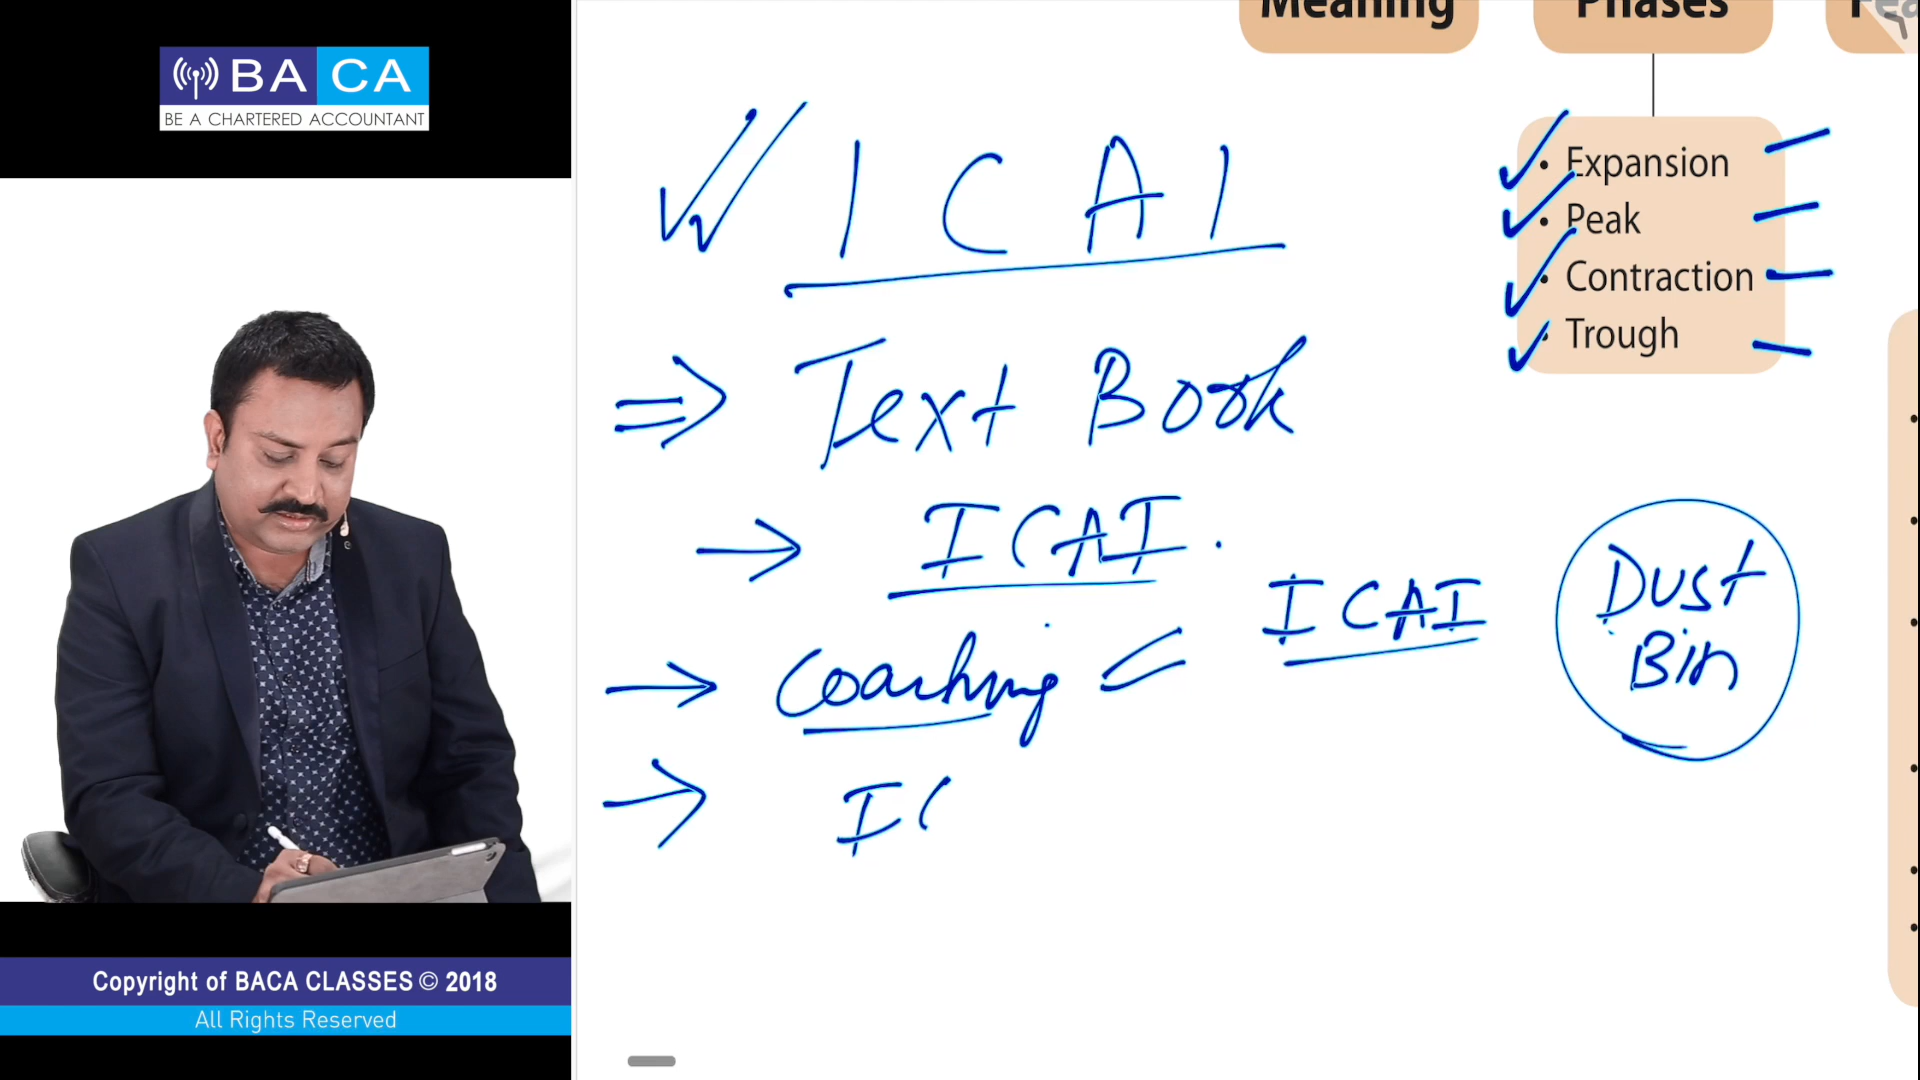 BA CA
BE A CHARTERED ACCOUNTANT
Meaning
Phases
• Expansion
• Peak
• Contraction
• Trough
I C A I
⇒ Text Book
→ ICAI.
→ Coaching = ICAI
Dust
Bin
→ IC
Copyright of BACA CLASSES © 2018
All Rights Reserved